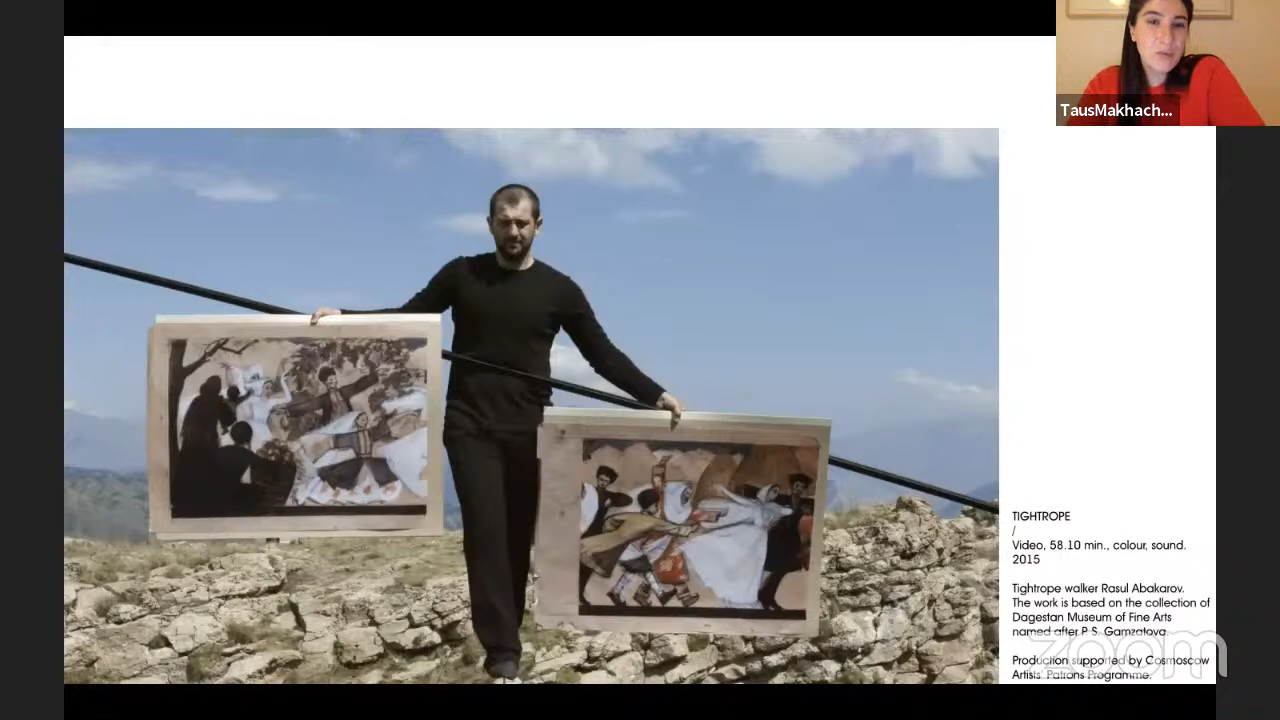 TausMakhach...
TIGHTROPE
/
Video, 58.10 min., colour, sound.
2015
Tightrope walker Rasul Abakarov.
The work is based on the collection of
Dagestan Museum of Fine Arts
named after P.S. Gamzatova.
Production supported by Cosmoscow
Artists' Patrons Programme.
zoom